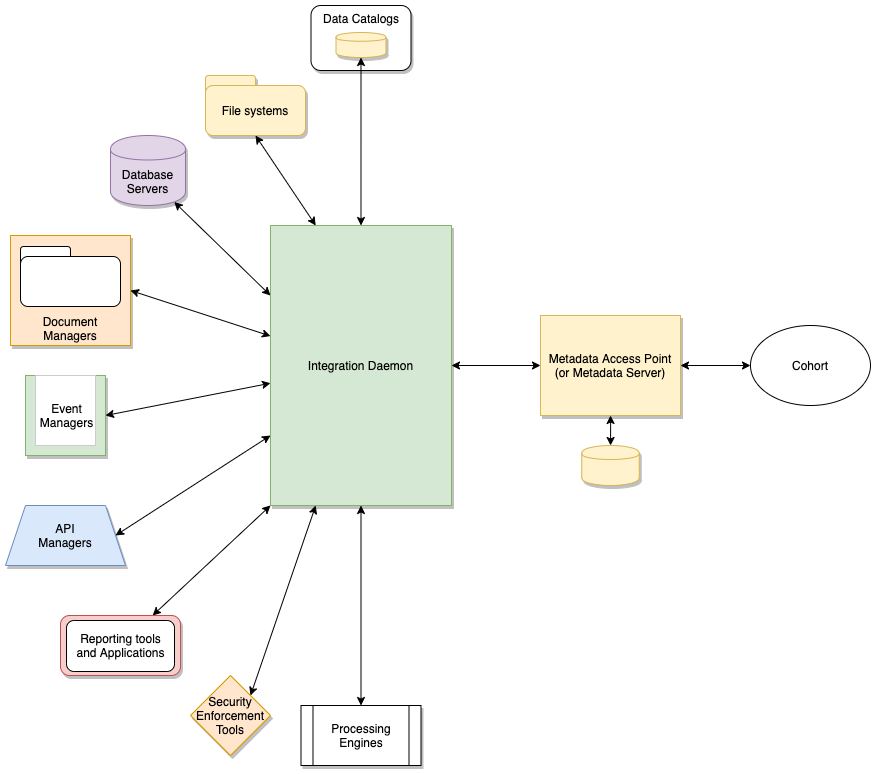 Data Catalogs
File systems
Database
Servers
Document
Managers
Event
Managers
API
Managers
Reporting tools
and Applications
Security
Enforcement
Tools
Processing
Engines
Integration Daemon
Metadata Access Point
(or Metadata Server)
Cohort